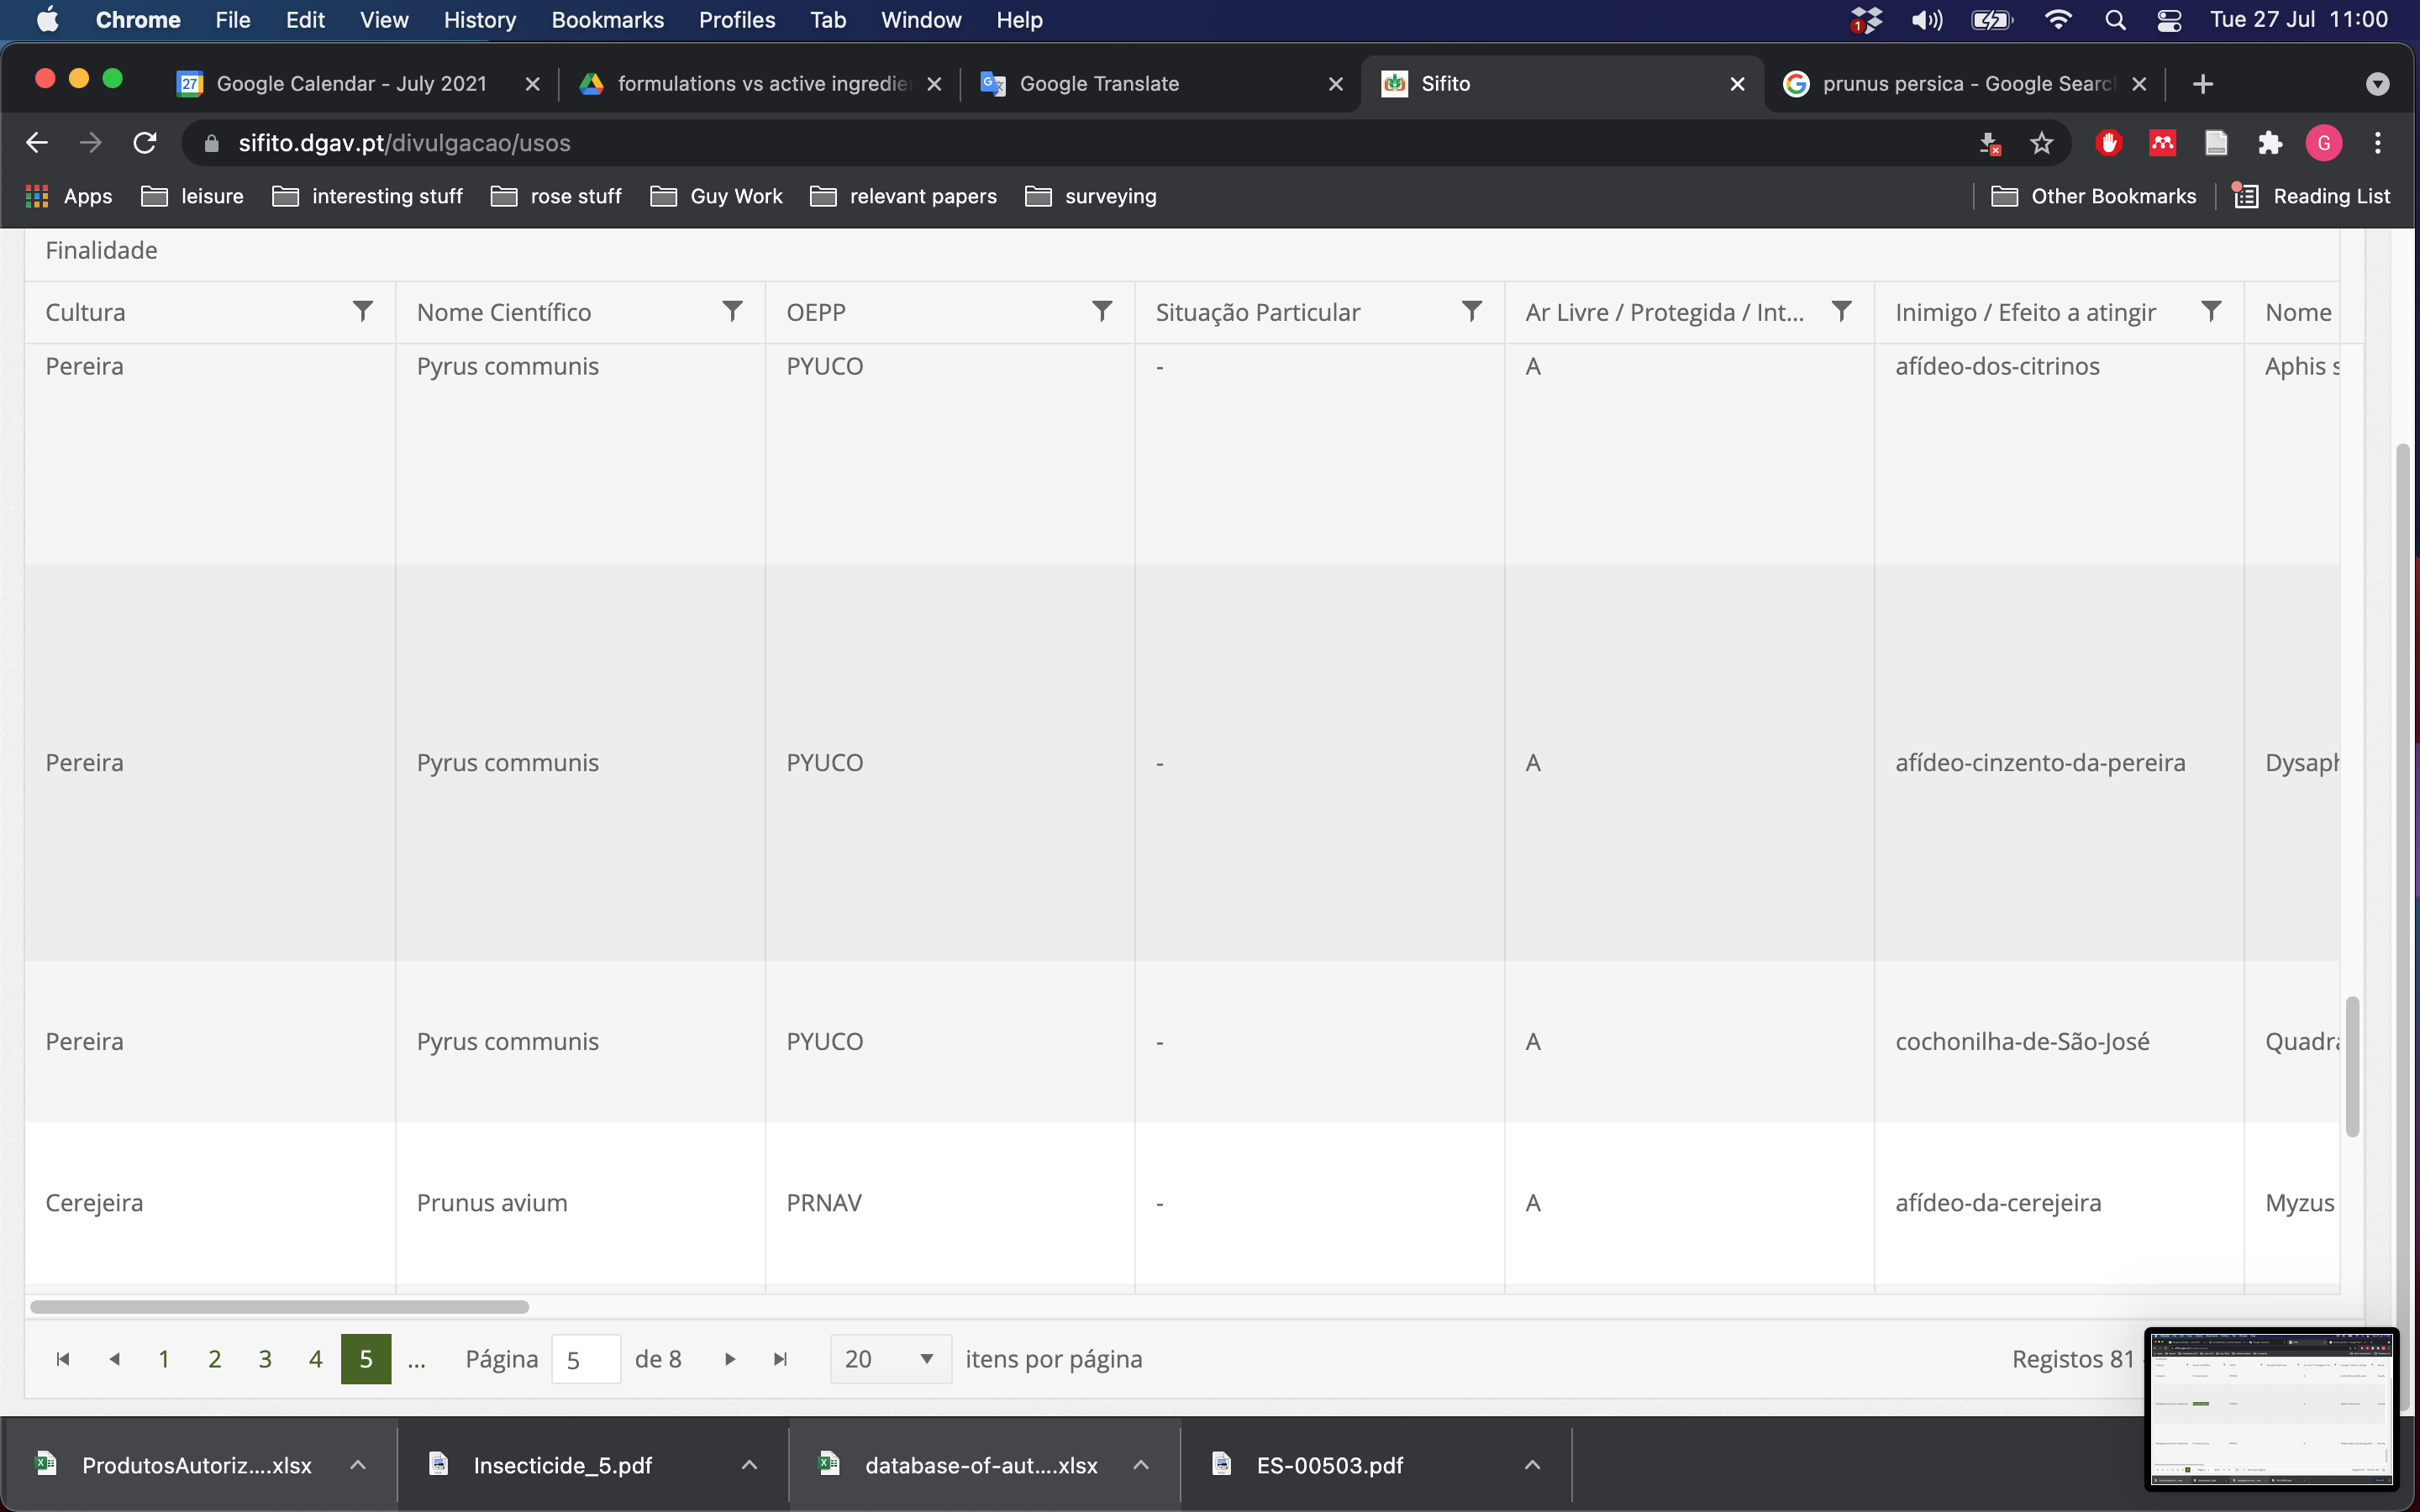 Chrome File Edit View History Bookmarks Profiles Tab Window Help 1 Tue 27 Jul 11:00
27 Google Calendar - July 2021 formulations vs active ingredie Google Translate Sifito prunus persica - Google Search
sifito.dgav.pt/divulgacao/usos G
Apps leisure interesting stuff rose stuff Guy Work relevant papers surveying Other Bookmarks Reading List
Finalidade
Cultura Nome Científico OEPP Situação Particular Ar Livre / Protegida / Int... Inimigo / Efeito a atingir Nome
Pereira Pyrus communis PYUCO - A afídeo-dos-citrinos Aphis s
Pereira Pyrus communis PYUCO - A afídeo-cinzento-da-pereira Dysaph
Pereira Pyrus communis PYUCO - A cochonilha-de-São-José Quadra
Cerejeira Prunus avium PRNAV - A afídeo-da-cerejeira Myzus
1 2 3 4 5 ... Página 5 de 8 20 itens por página Registos 81
ProdutosAutoriz....xlsx Insecticide_5.pdf database-of-aut....xlsx ES-00503.pdf